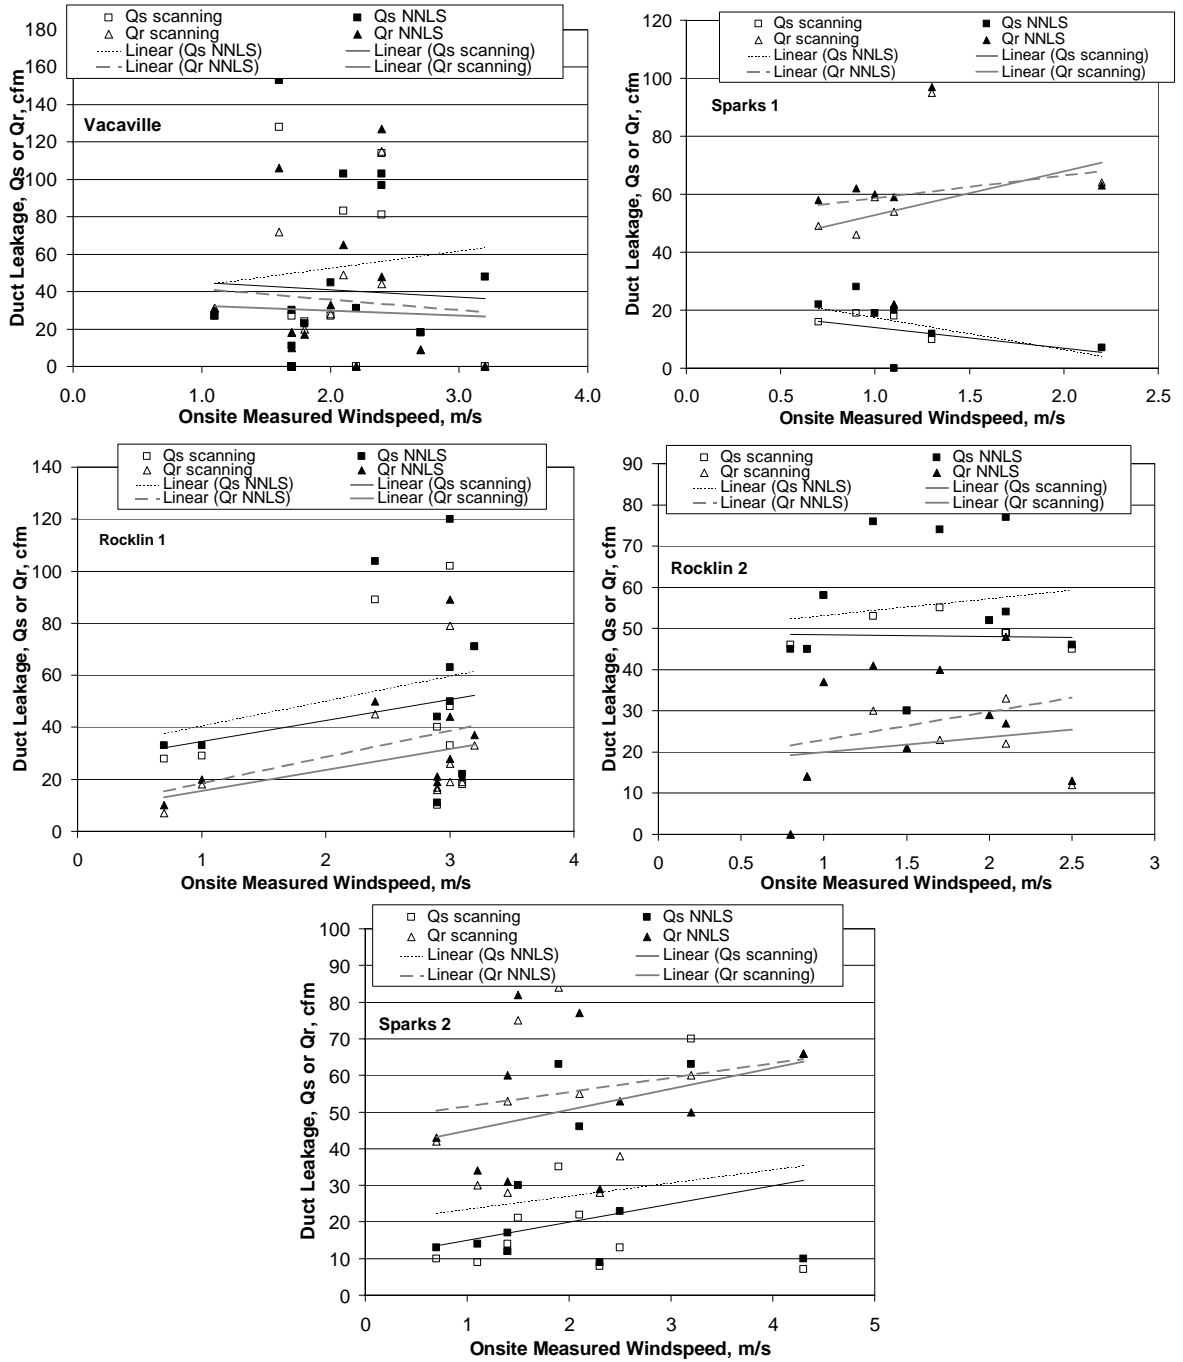 Qs scanning Qs NNLS
Qr scanning Qr NNLS
Linear (Qs NNLS) Linear (Qs scanning)
Linear (Qr NNLS) Linear (Qr scanning)
Duct Leakage, Qs or Qr, cfm
180
160
140
120
100
80
60
40
20
0
Vacaville
0.0 1.0 2.0 3.0 4.0
Onsite Measured Windspeed, m/s
Qs scanning Qs NNLS
Qr scanning Qr NNLS
Linear (Qs NNLS) Linear (Qs scanning)
Linear (Qr NNLS) Linear (Qr scanning)
Duct Leakage, Qs or Qr, cfm
120
100
80
60
40
20
0
Sparks 1
0.0 0.5 1.0 1.5 2.0 2.5
Onsite Measured Windspeed, m/s
Qs scanning Qs NNLS
Qr scanning Qr NNLS
Linear (Qs NNLS) Linear (Qs scanning)
Linear (Qr NNLS) Linear (Qr scanning)
Duct Leakage, Qs or Qr, cfm
140
120
100
80
60
40
20
0
Rocklin 1
0 1 2 3 4
Onsite Measured Windspeed, m/s
Qs scanning Qs NNLS
Qr scanning Qr NNLS
Linear (Qs NNLS) Linear (Qs scanning)
Linear (Qr NNLS) Linear (Qr scanning)
Duct Leakage, Qs or Qr, cfm
90
80
70
60
50
40
30
20
10
0
Rocklin 2
0 0.5 1 1.5 2 2.5 3
Onsite Measured Windspeed, m/s
Qs scanning Qs NNLS
Qr scanning Qr NNLS
Linear (Qs NNLS) Linear (Qs scanning)
Linear (Qr NNLS) Linear (Qr scanning)
Duct Leakage, Qs or Qr, cfm
100
90
80
70
60
50
40
30
20
10
0
Sparks 2
0 1 2 3 4 5
Onsite Measured Windspeed, m/s